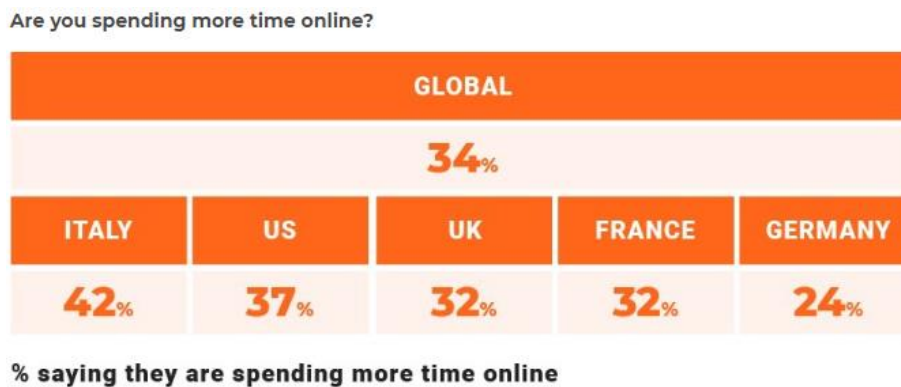 Are you spending more time online?
GLOBAL
34%
ITALY US UK FRANCE GERMANY
42% 37% 32% 32% 24%
% saying they are spending more time online